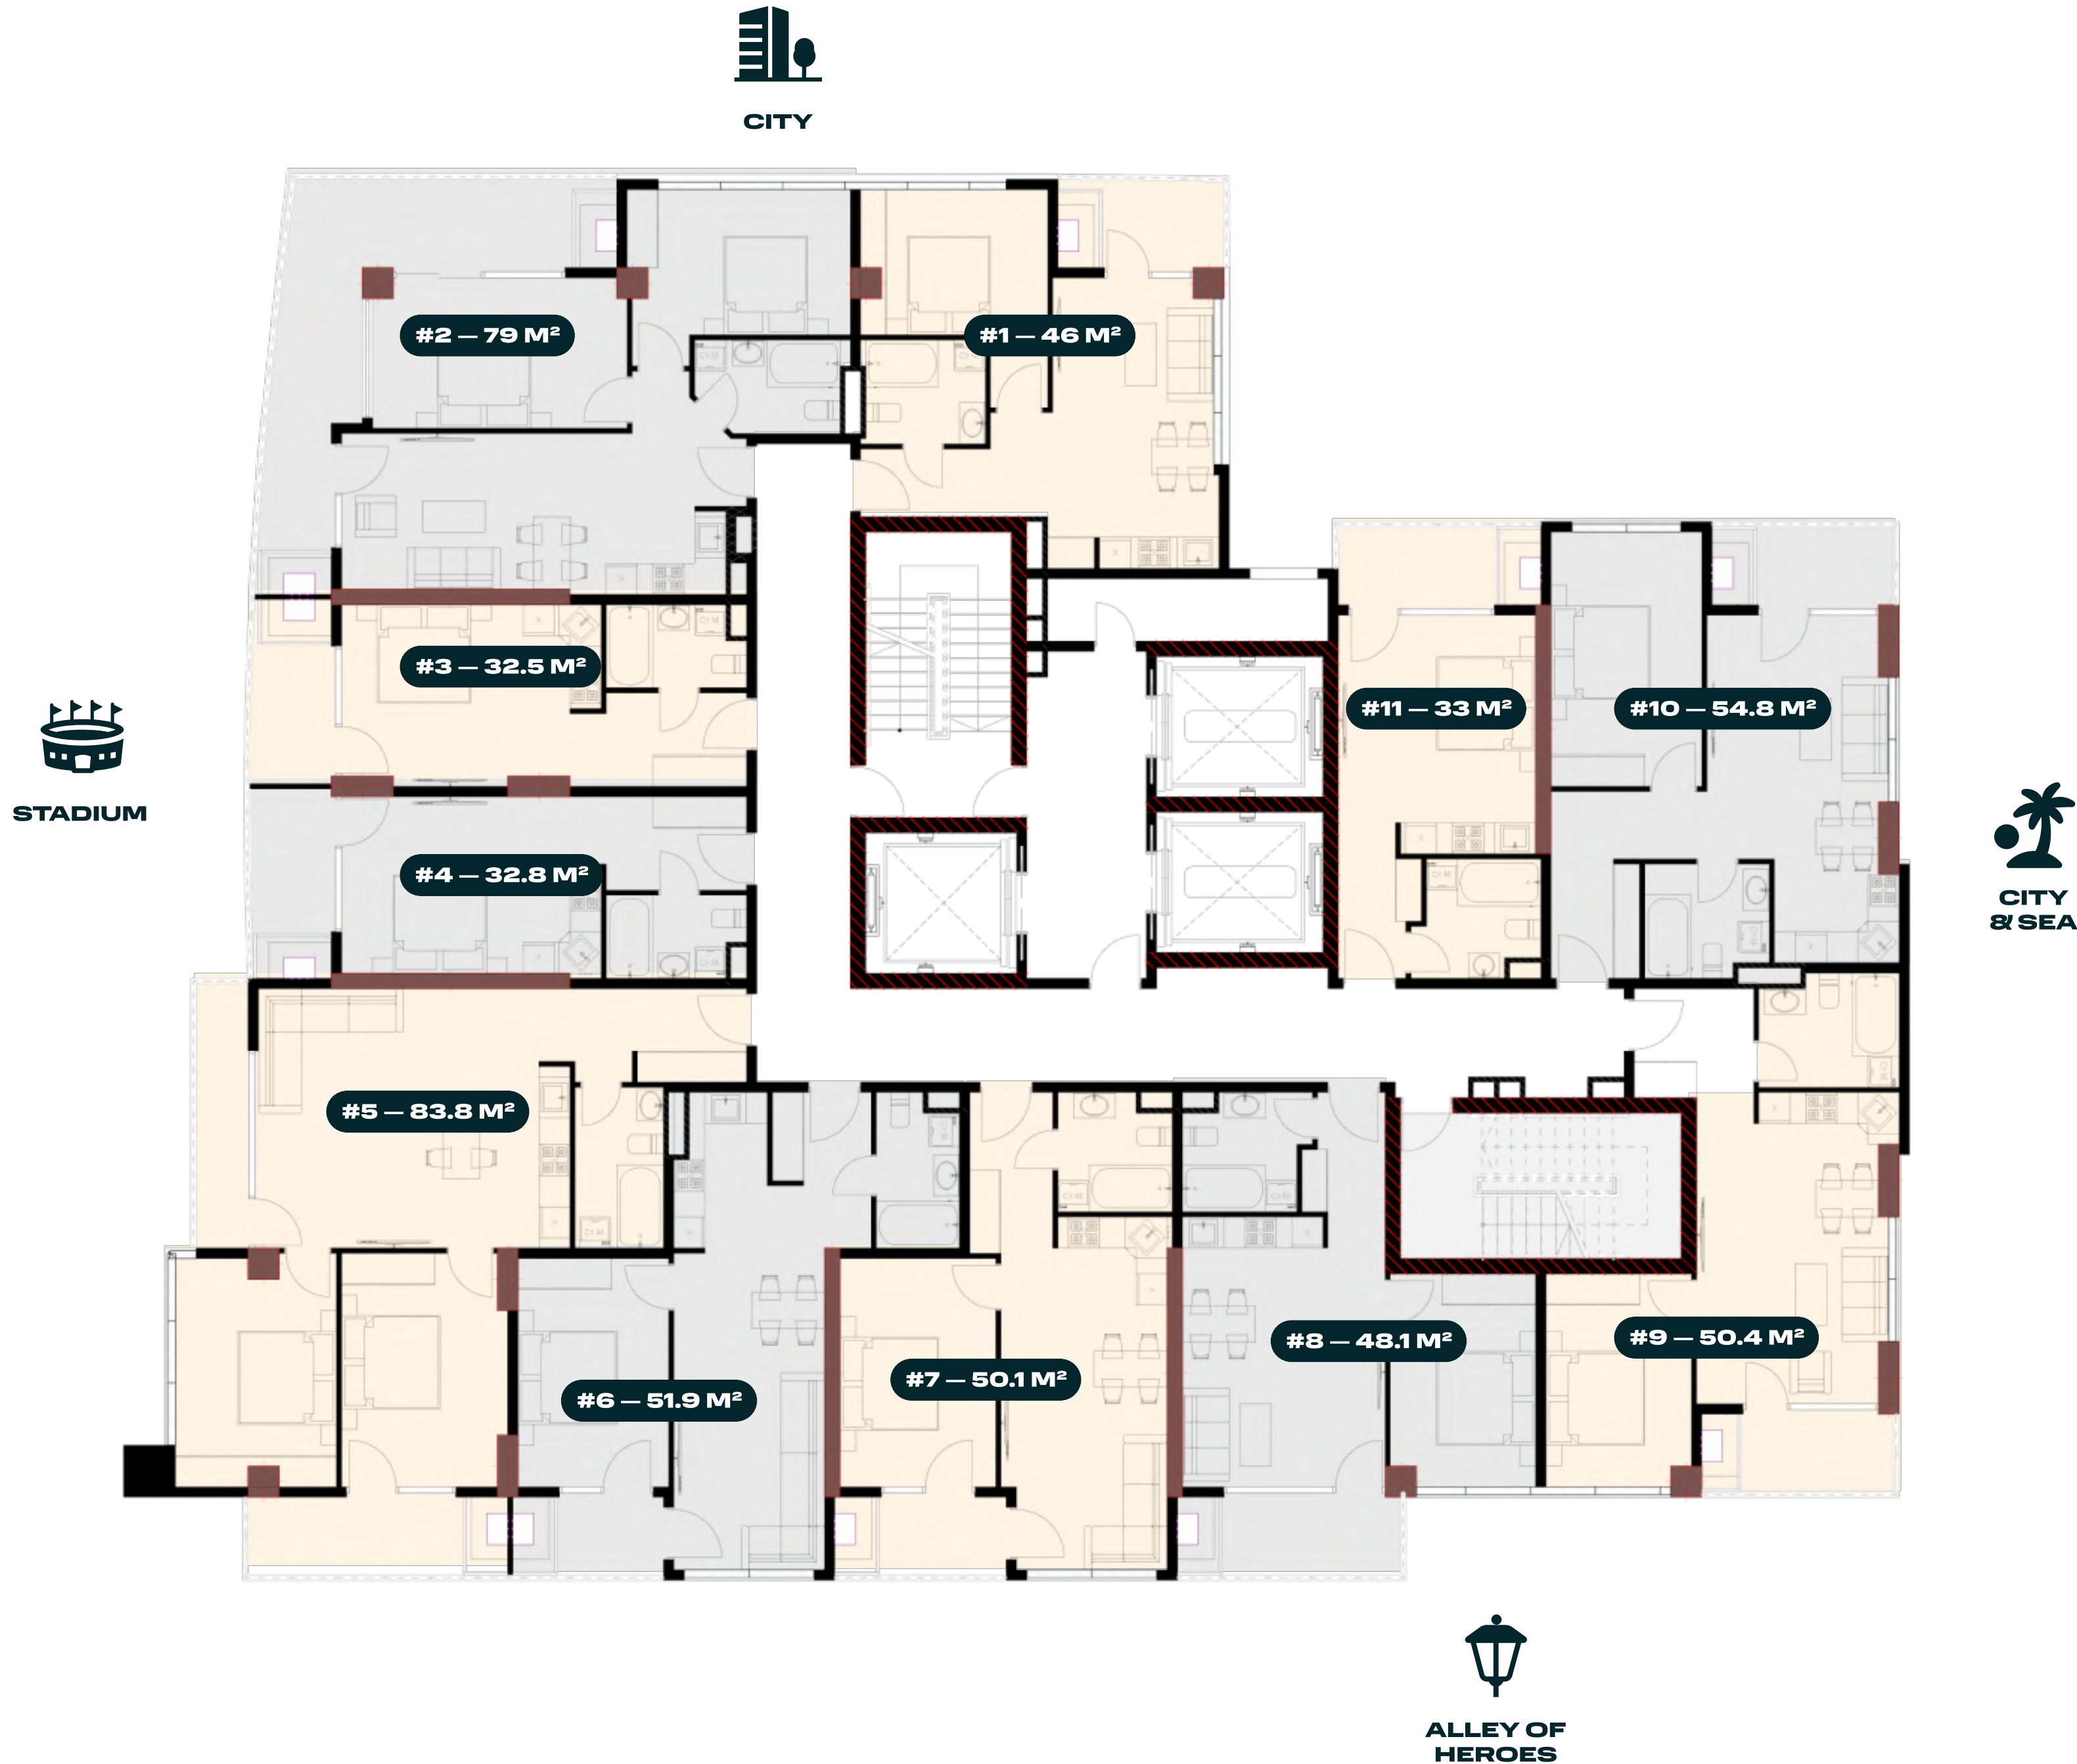 CITY
#2 — 79 M²
#1 — 46 M²
#3 — 32.5 M²
#11 — 33 M²
#10 — 54.8 M²
STADIUM
#4 — 32.8 M²
CITY
& SEA
#5 — 83.8 M²
#9 — 50.4 M²
#8 — 48.1 M²
#7 — 50.1 M²
#6 — 51.9 M²
ALLEY OF
HEROES